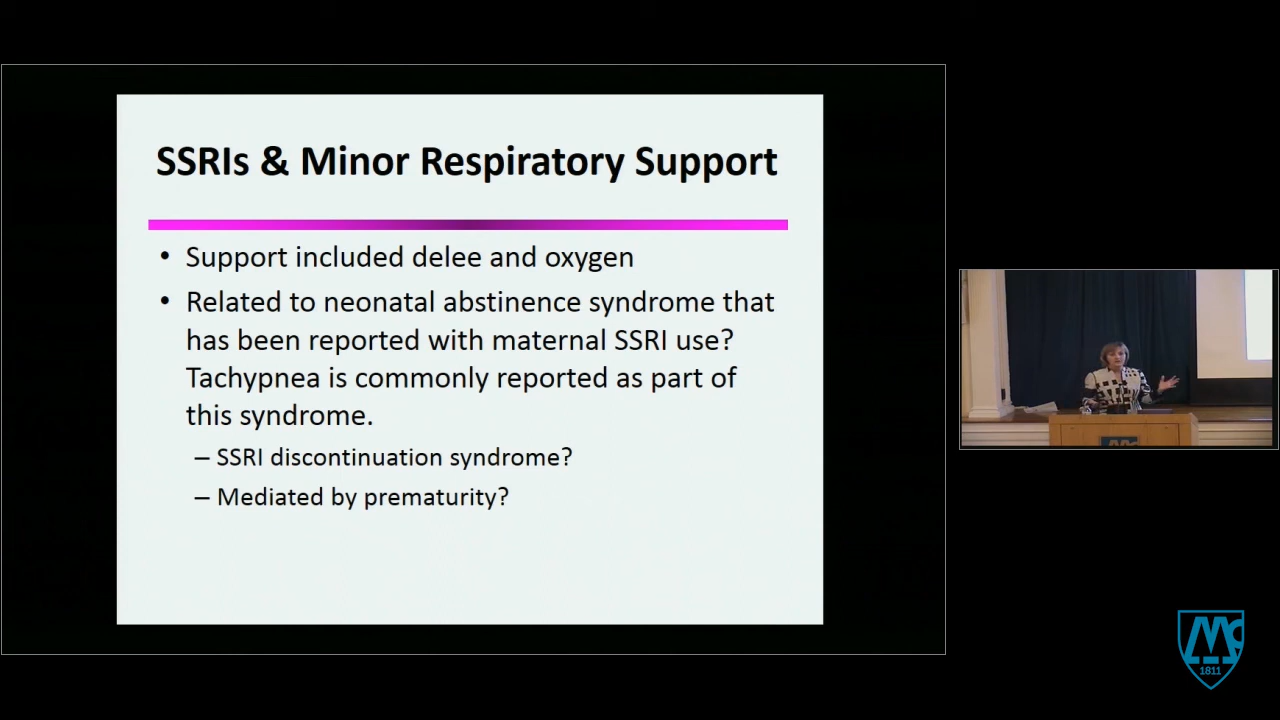 SSRIs & Minor Respiratory Support
• Support included delee and oxygen
• Related to neonatal abstinence syndrome that
has been reported with maternal SSRI use?
Tachypnea is commonly reported as part of
this syndrome.
– SSRI discontinuation syndrome?
– Mediated by prematurity?
1811